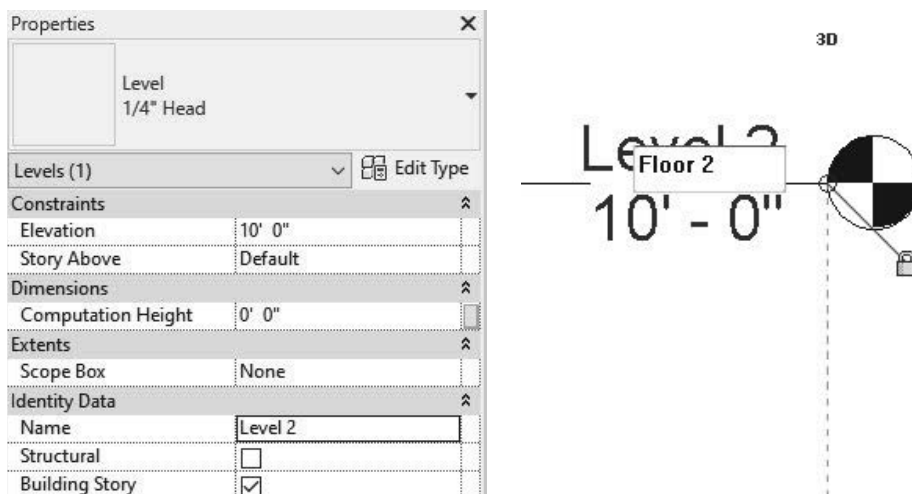 Properties
Level
1/4" Head
Levels (1)
Edit Type
Constraints
Elevation 10' 0"
Story Above Default
Dimensions
Computation Height 0' 0"
Extents
Scope Box None
Identity Data
Name Level 2
Structural
Building Story
3D
Level 2
Floor 2
10' - 0"